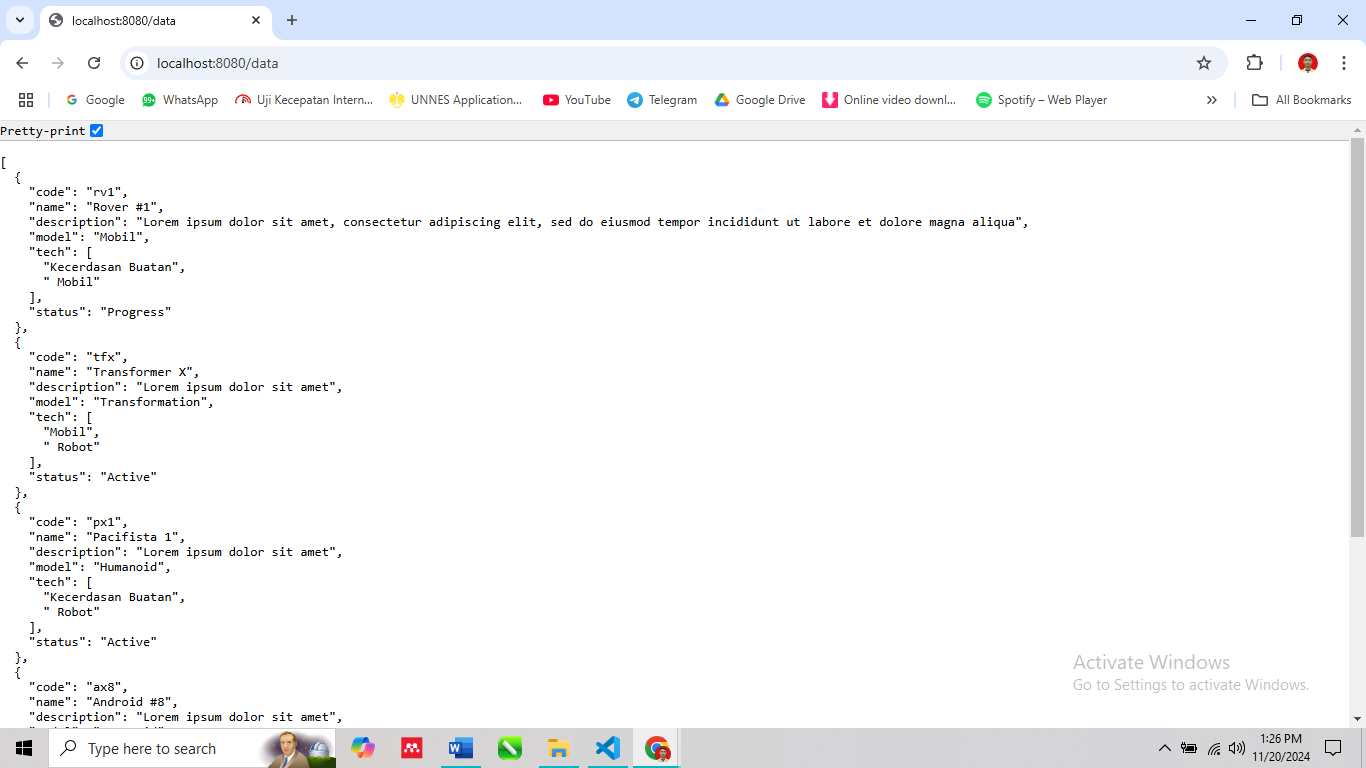 localhost:8080/data
localhost:8080/data
Google
99+
WhatsApp
Uji Kecepatan Intern...
UNNES Application...
YouTube
Telegram
Google Drive
Online video downl...
Spotify – Web Player
All Bookmarks
Pretty-print
[
  {
    "code": "rv1",
    "name": "Rover #1",
    "description": "Lorem ipsum dolor sit amet, consectetur adipiscing elit, sed do eiusmod tempor incididunt ut labore et dolore magna aliqua",
    "model": "Mobil",
    "tech": [
      "Kecerdasan Buatan",
      " Mobil"
    ],
    "status": "Progress"
  },
  {
    "code": "tfx",
    "name": "Transformer X",
    "description": "Lorem ipsum dolor sit amet",
    "model": "Transformation",
    "tech": [
      "Mobil",
      " Robot"
    ],
    "status": "Active"
  },
  {
    "code": "px1",
    "name": "Pacifista 1",
    "description": "Lorem ipsum dolor sit amet",
    "model": "Humanoid",
    "tech": [
      "Kecerdasan Buatan",
      " Robot"
    ],
    "status": "Active"
  },
  {
    "code": "ax8",
    "name": "Android #8",
    "description": "Lorem ipsum dolor sit amet",
Activate Windows
Go to Settings to activate Windows.
Type here to search
1:26 PM
11/20/2024